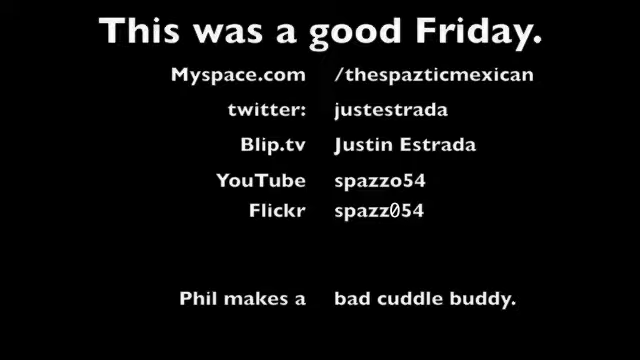 This was a good Friday.
Myspace.com /thespazticmexican
twitter: justestrada
Blip.tv Justin Estrada
YouTube spazzo54
Flickr spazz054
Phil makes a bad cuddle buddy.